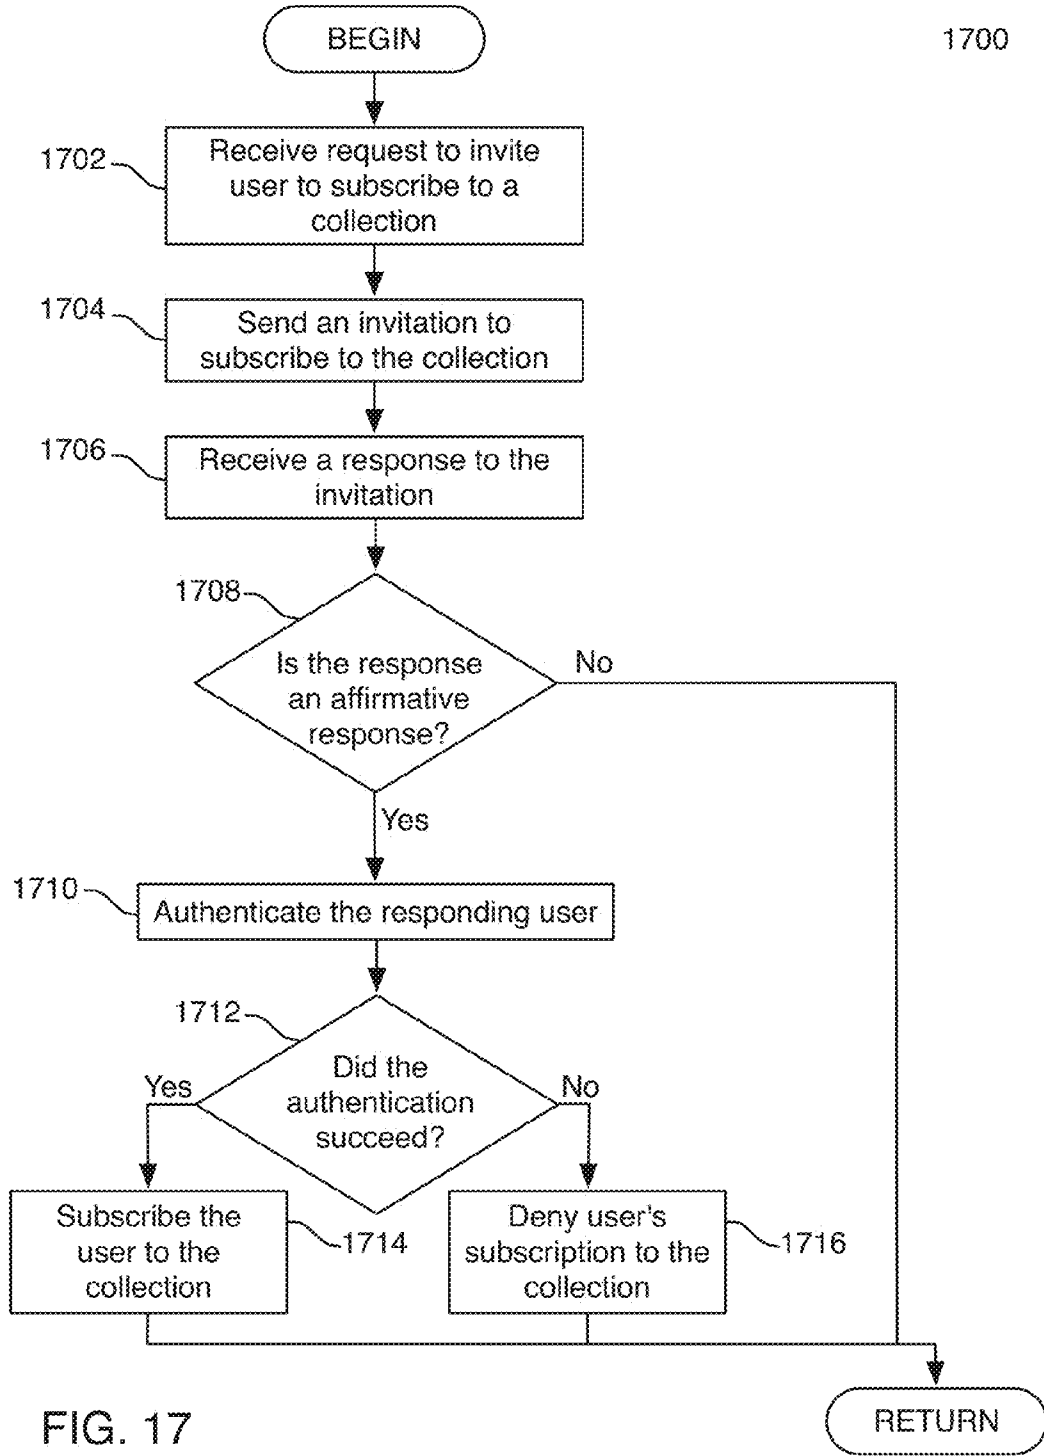 BEGIN
1700
1702
Receive request to invite
user to subscribe to a
collection
1704
Send an invitation to
subscribe to the collection
1706
Receive a response to the
invitation
1708
Is the response
an affirmative
response?
No
Yes
1710
Authenticate the responding user
1712
Did the
authentication
succeed?
Yes
No
Subscribe the
user to the
collection
1714
Deny user's
subscription to the
collection
1716
FIG. 17
RETURN